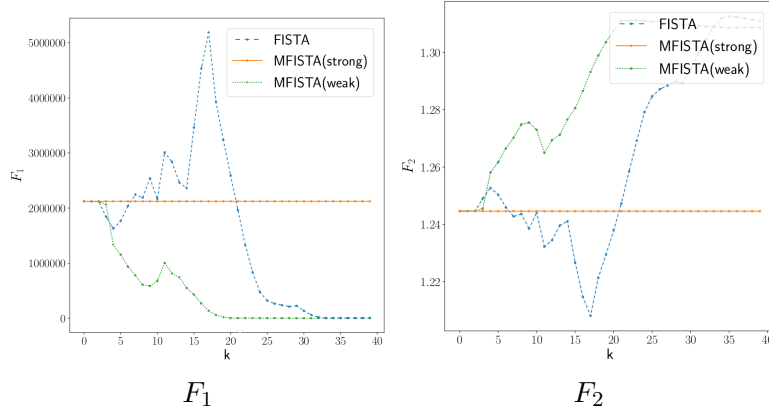 5000000
4000000
3000000
2000000
1000000
0
F1
0 5 10 15 20 25 30 35 40
k
FISTA
MFISTA(strong)
MFISTA(weak)
F1
1.30
1.28
1.26
1.24
1.22
F2
0 5 10 15 20 25 30 35 40
k
FISTA
MFISTA(strong)
MFISTA(weak)
F2